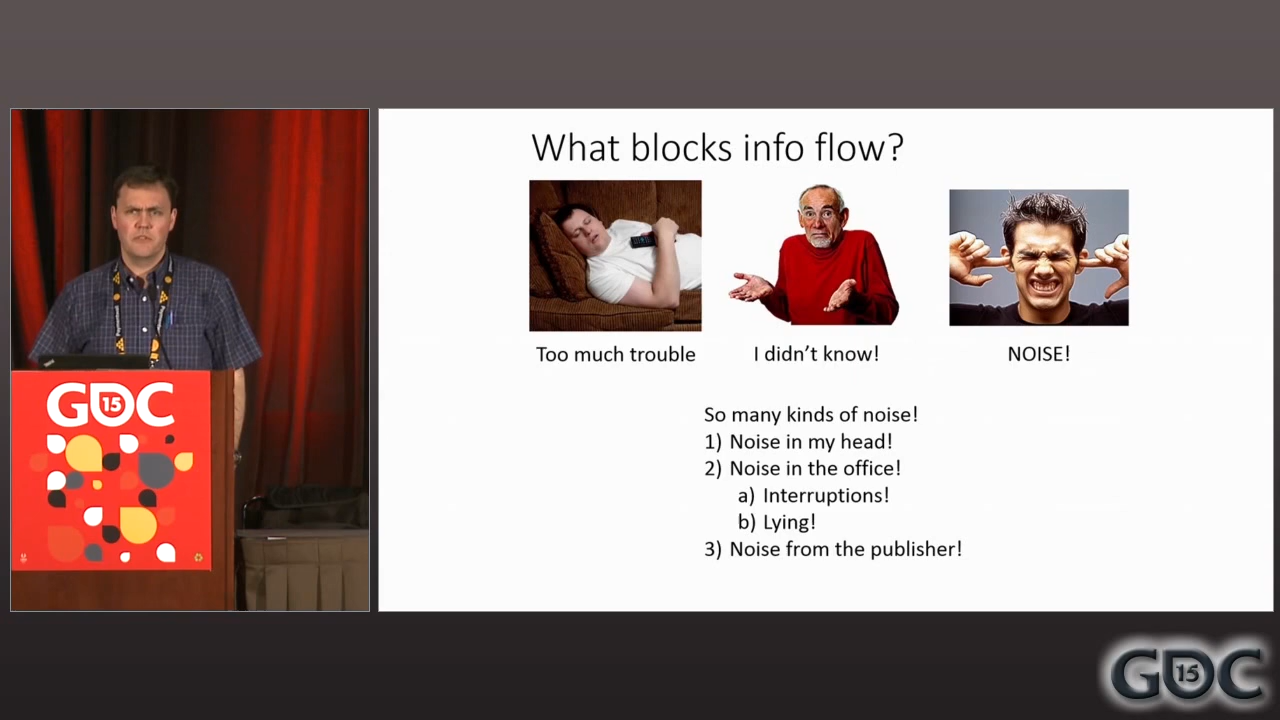 What blocks info flow?
Too much trouble
I didn't know!
NOISE!
So many kinds of noise!
1) Noise in my head!
2) Noise in the office!
a) Interruptions!
b) Lying!
3) Noise from the publisher!
GDC
15
GDC
15